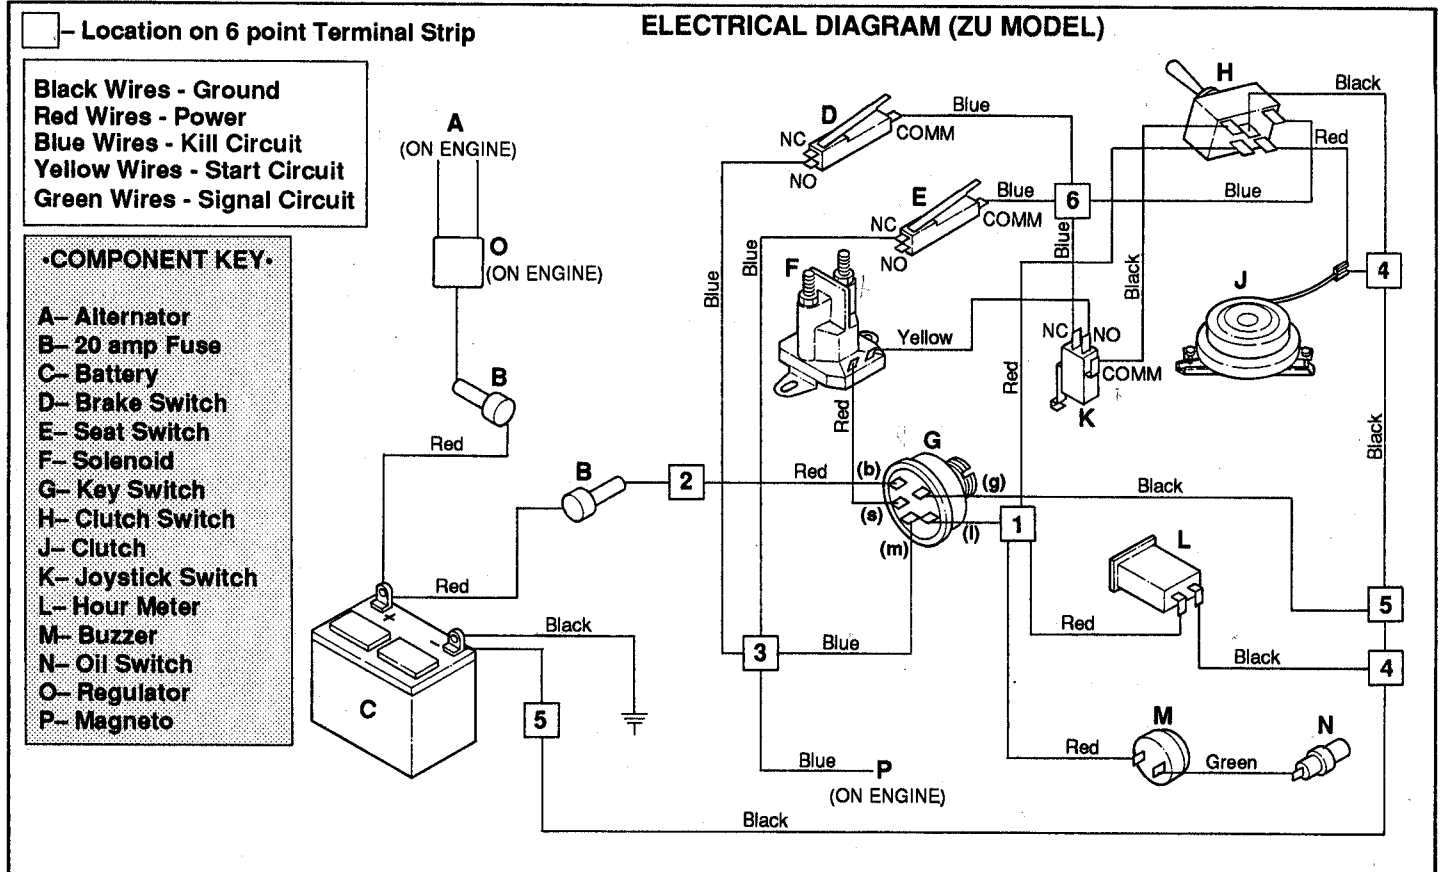 ELECTRICAL DIAGRAM (ZU MODEL)
– Location on 6 point Terminal Strip
Black Wires - Ground
Red Wires - Power
Blue Wires - Kill Circuit
Yellow Wires - Start Circuit
Green Wires - Signal Circuit
•COMPONENT KEY•
A– Alternator
B– 20 amp Fuse
C– Battery
D– Brake Switch
E– Seat Switch
F– Solenoid
G– Key Switch
H– Clutch Switch
J– Clutch
K– Joystick Switch
L– Hour Meter
M– Buzzer
N– Oil Switch
O– Regulator
P– Magneto
A
(ON ENGINE)
O
(ON ENGINE)
B
Red
B
Red
2
Red
+
–
C
Black
5
D
NC
COMM
NO
Blue
Blue
E
NC
COMM
NO
Blue
Blue
6
Blue
Blue
H
Black
Red
Black
4
J
F
Yellow
Red
Red
NC
NO
COMM
K
Black
G
(b)
(g)
(s)
(l)
(m)
Black
1
L
Red
Black
5
4
3
Blue
Blue
P
(ON ENGINE)
M
Red
Green
N
Black